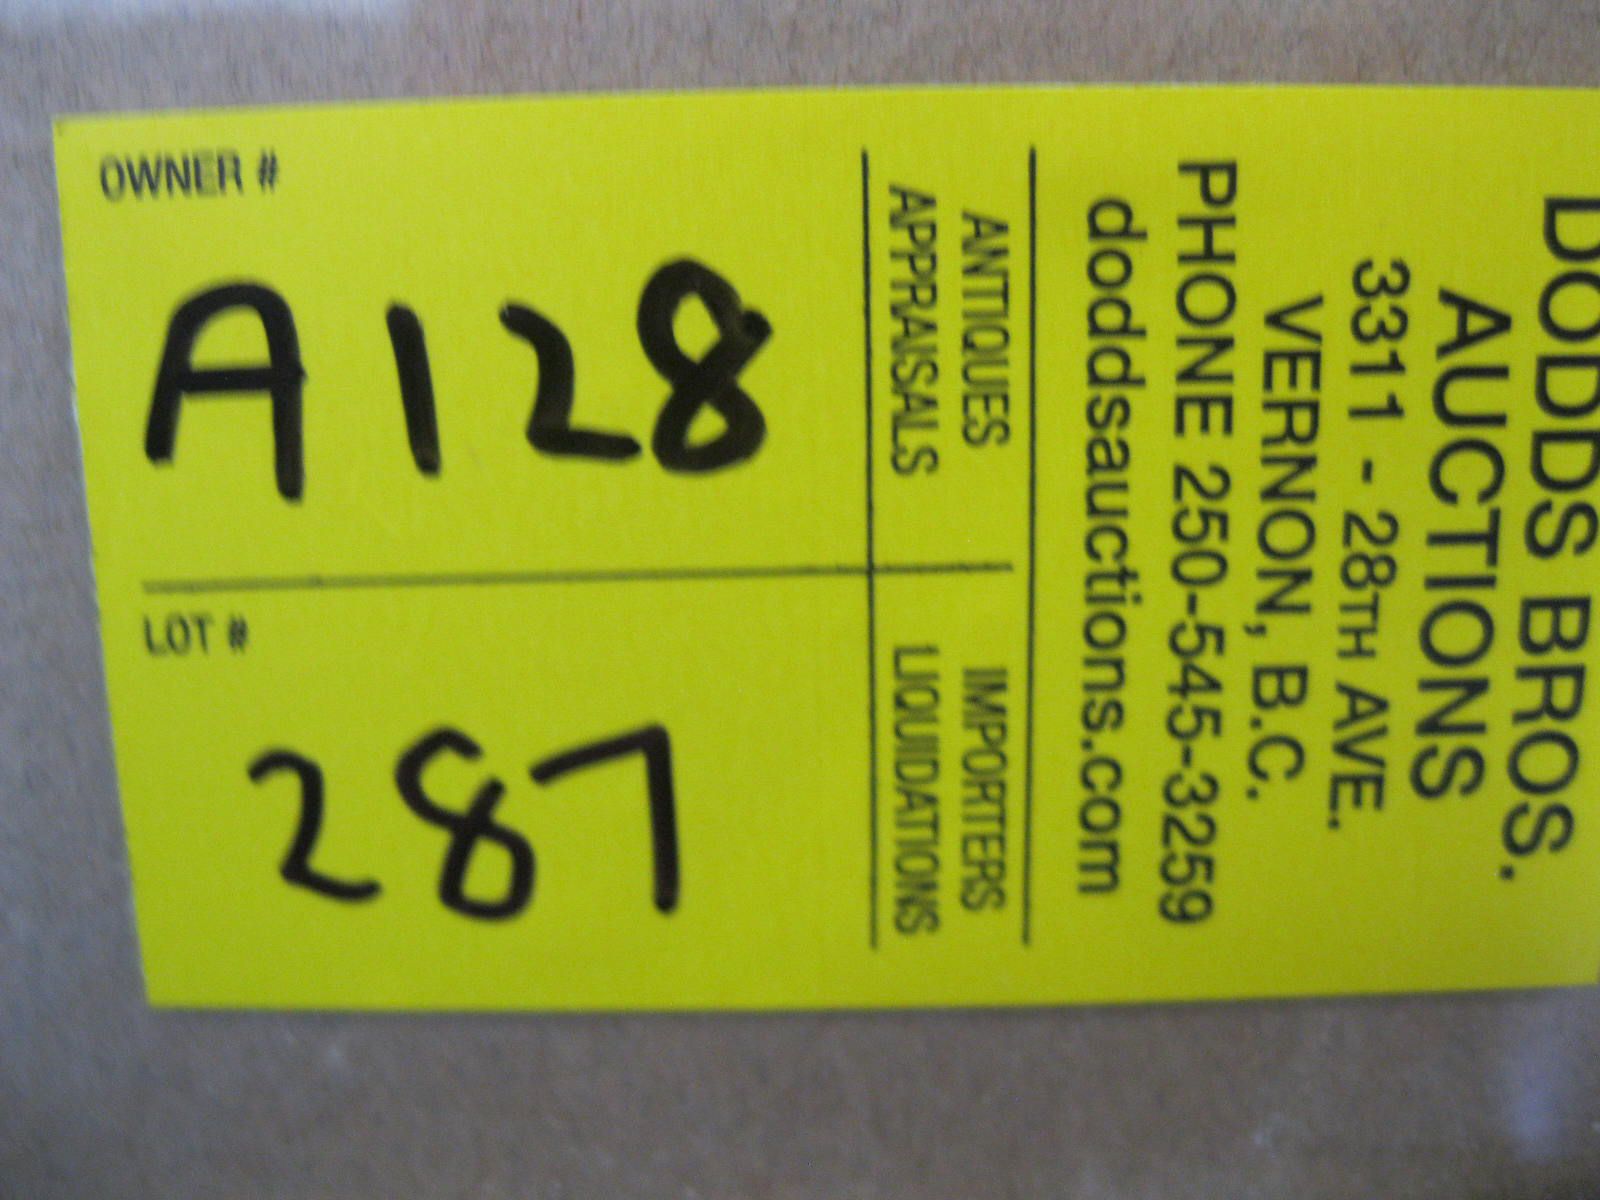 DODDS BROS.
AUCTIONS
3311 - 28TH AVE.
VERNON, B.C.
PHONE 250-545-3259
doddsauctions.com
ANTIQUES IMPORTERS
APPRAISALS LIQUIDATIONS
OWNER #
A128
LOT #
287